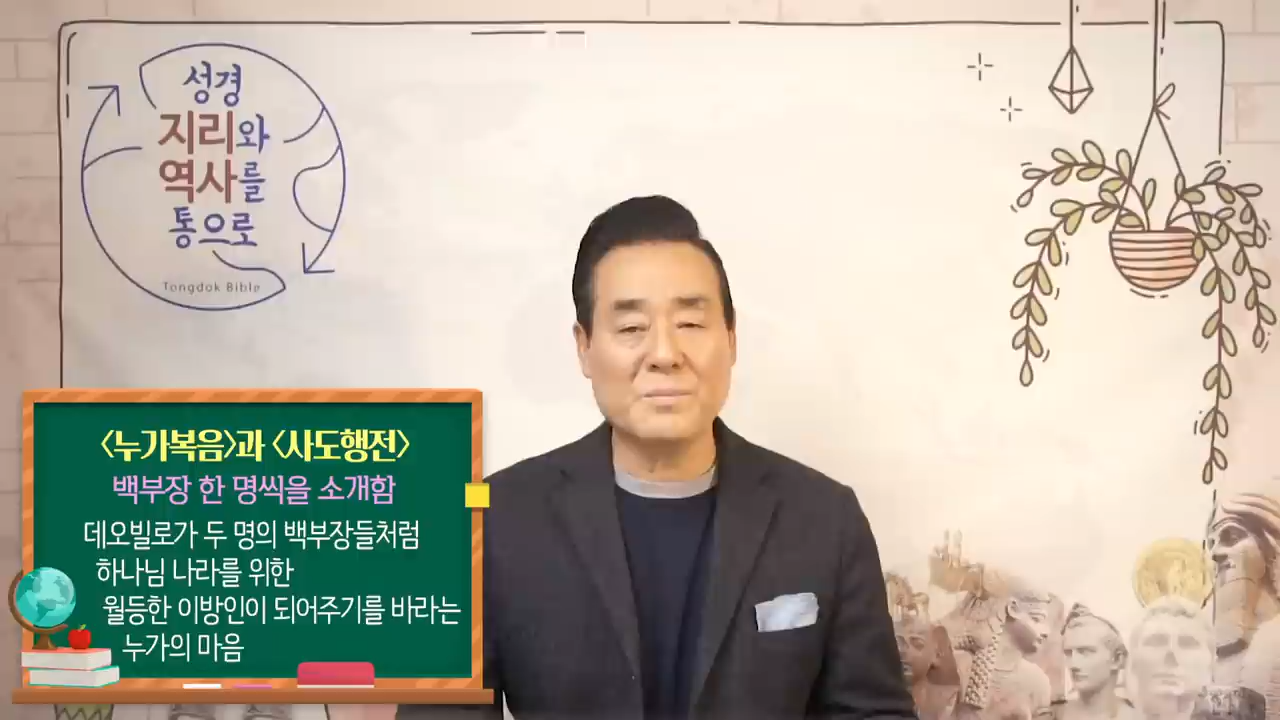 성경
지리와
역사를
통으로
Tongdok Bible
<누가복음>과 <사도행전>
백부장 한 명씩을 소개함
데오빌로가 두 명의 백부장들처럼
하나님 나라를 위한
월등한 이방인이 되어주기를 바라는
누가의 마음